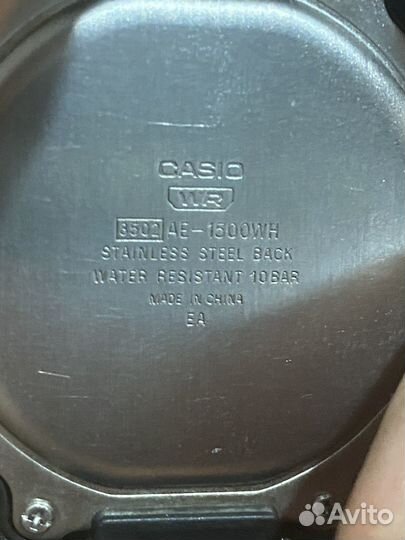 CASIO
WR
3502 AE-1500WH
STAINLESS STEEL BACK
WATER RESISTANT 10BAR
MADE IN CHINA
EA
Avito